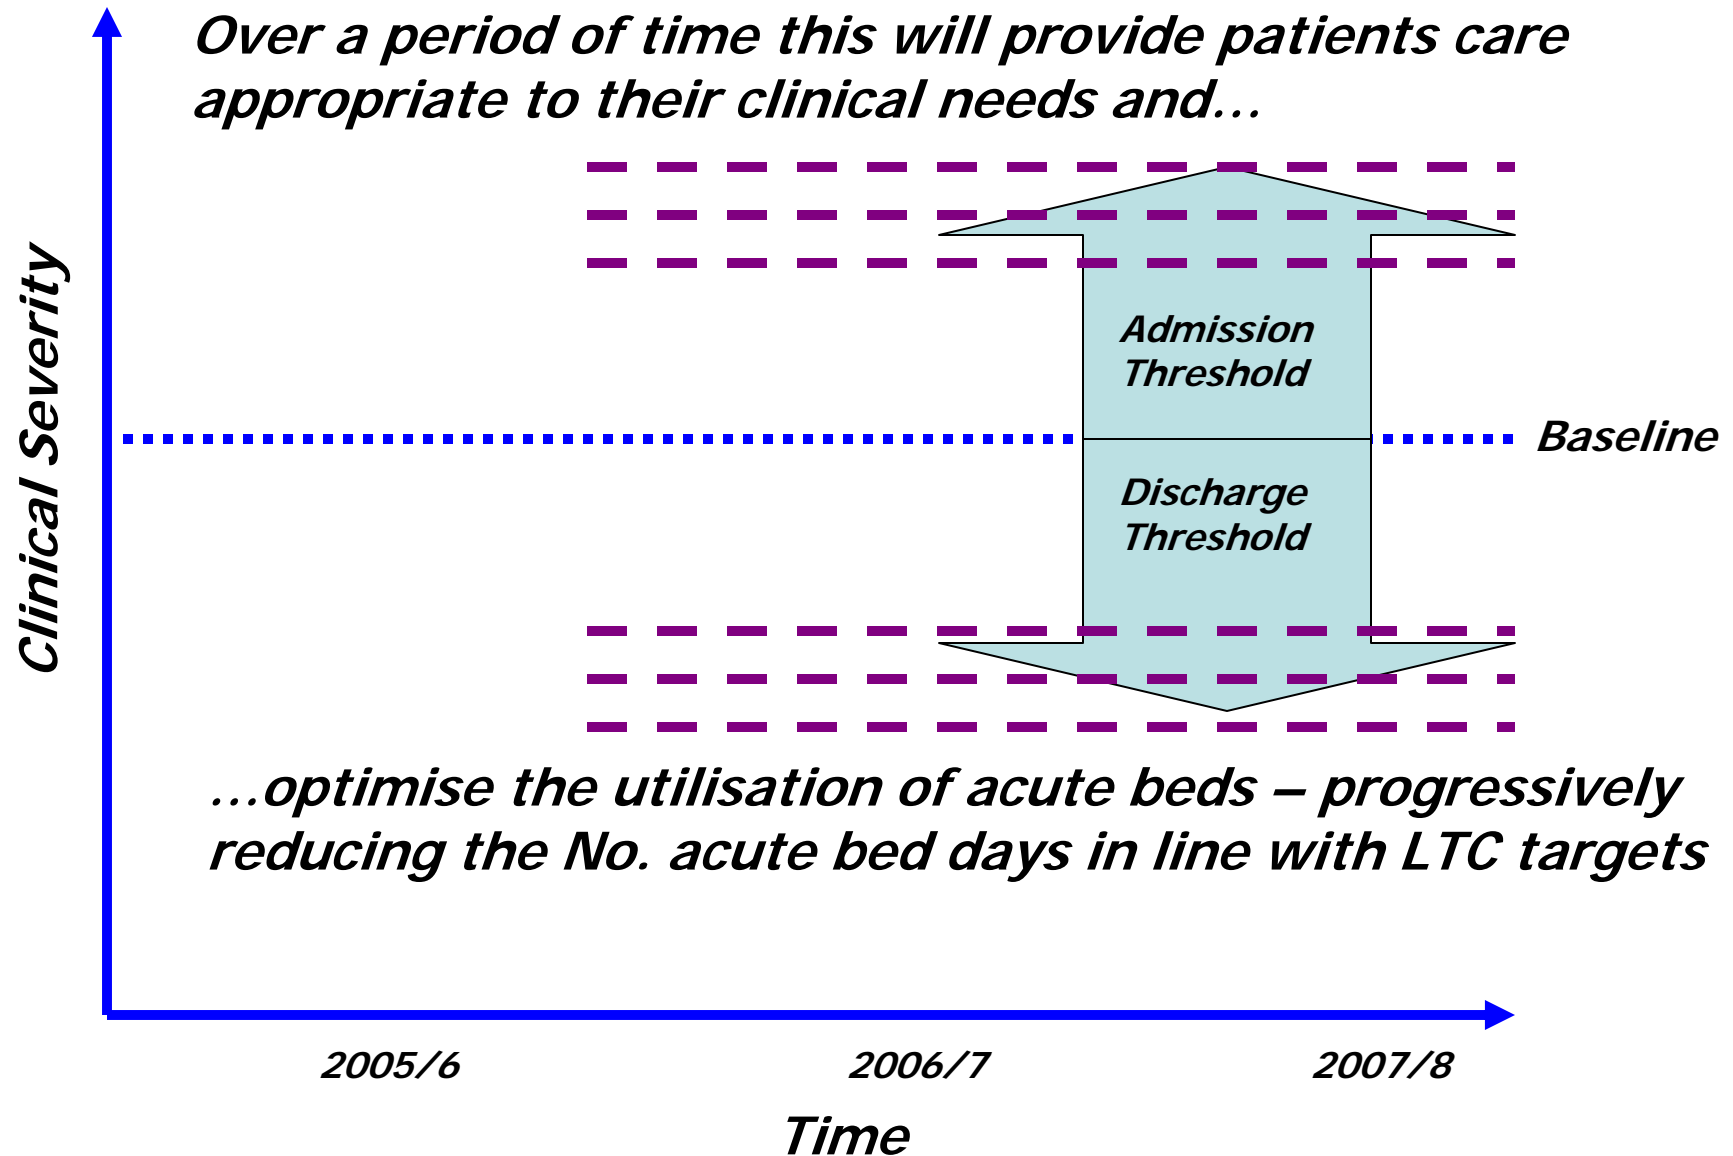 Over a period of time this will provide patients care
appropriate to their clinical needs and…
Clinical Severity
Admission
Threshold
Baseline
Discharge
Threshold
…optimise the utilisation of acute beds – progressively
reducing the No. acute bed days in line with LTC targets
2005/6
2006/7
2007/8
Time